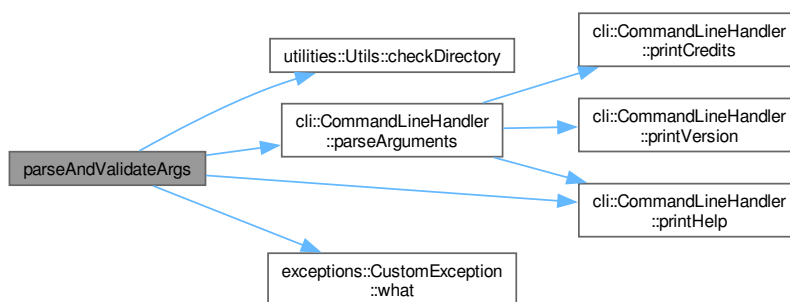 parseAndValidateArgs
utilities::Utils::checkDirectory
cli::CommandLineHandler
::parseArguments
exceptions::CustomException
::what
cli::CommandLineHandler
::printCredits
cli::CommandLineHandler
::printVersion
cli::CommandLineHandler
::printHelp